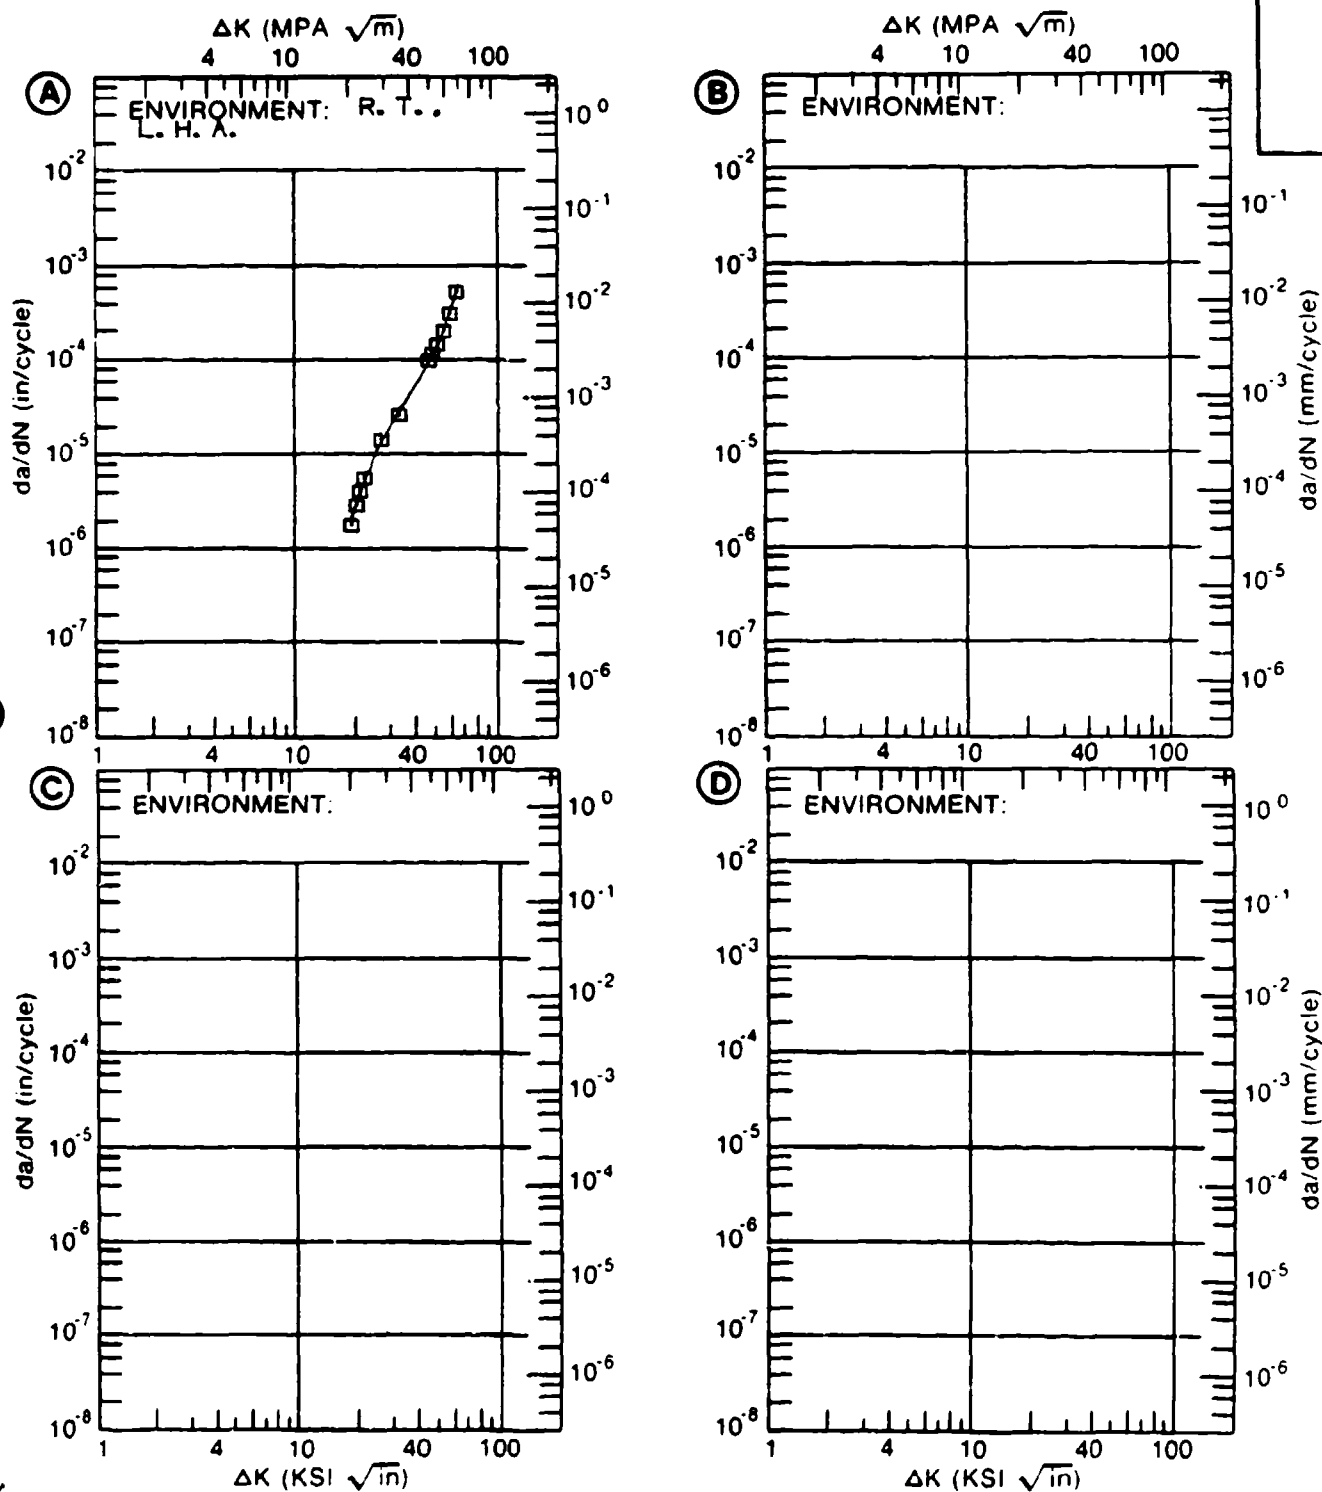 ΔK (MPA √m)
4 10 40 100
A
ENVIRONMENT: R. T. ,
L. H. A.
10⁰
10⁻²
10⁻¹
10⁻³
10⁻²
10⁻⁴
10⁻³
10⁻⁵
10⁻⁴
10⁻⁶
10⁻⁵
10⁻⁷
10⁻⁶
10⁻⁸
1 4 10 40 100
da/dN (in/cycle)
ΔK (MPA √m)
4 10 40 100
B
ENVIRONMENT:
10⁻²
10⁻¹
10⁻³
10⁻²
10⁻⁴
10⁻³
10⁻⁵
10⁻⁴
10⁻⁶
10⁻⁵
10⁻⁷
10⁻⁶
10⁻⁸
1 4 10 40 100
da/dN (mm/cycle)
C
ENVIRONMENT:
10⁰
10⁻²
10⁻¹
10⁻³
10⁻²
10⁻⁴
10⁻³
10⁻⁵
10⁻⁴
10⁻⁶
10⁻⁵
10⁻⁷
10⁻⁶
10⁻⁸
1 4 10 40 100
da/dN (in/cycle)
ΔK (KSI √in)
D
ENVIRONMENT:
10⁰
10⁻²
10⁻¹
10⁻³
10⁻²
10⁻⁴
10⁻³
10⁻⁵
10⁻⁴
10⁻⁶
10⁻⁵
10⁻⁷
10⁻⁶
10⁻⁸
1 4 10 40 100
da/dN (mm/cycle)
ΔK (KSI √in)